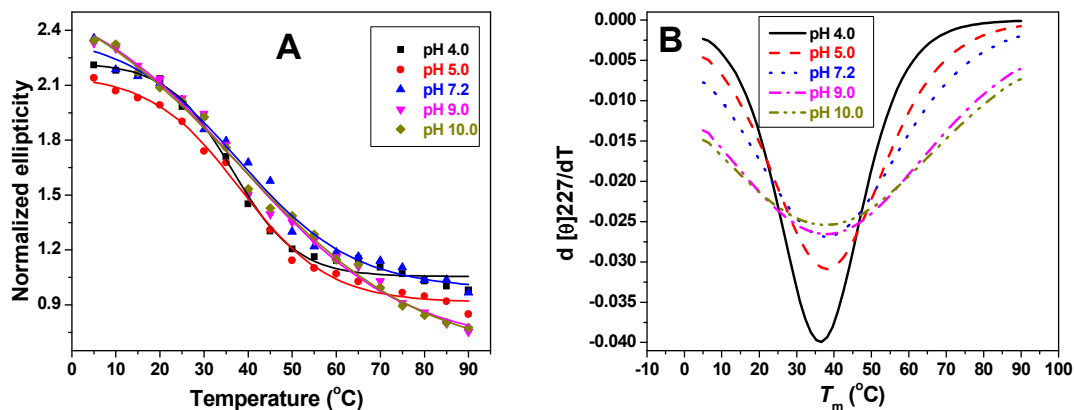 A
pH 4.0
pH 5.0
pH 7.2
pH 9.0
pH 10.0
Normalized ellipticity
2.4
2.1
1.8
1.5
1.2
0.9
0 10 20 30 40 50 60 70 80 90
Temperature (°C)
B
pH 4.0
pH 5.0
pH 7.2
pH 9.0
pH 10.0
d [θ]227/dT
0.000
-0.005
-0.010
-0.015
-0.020
-0.025
-0.030
-0.035
-0.040
-10 0 10 20 30 40 50 60 70 80 90 100
Tm (°C)